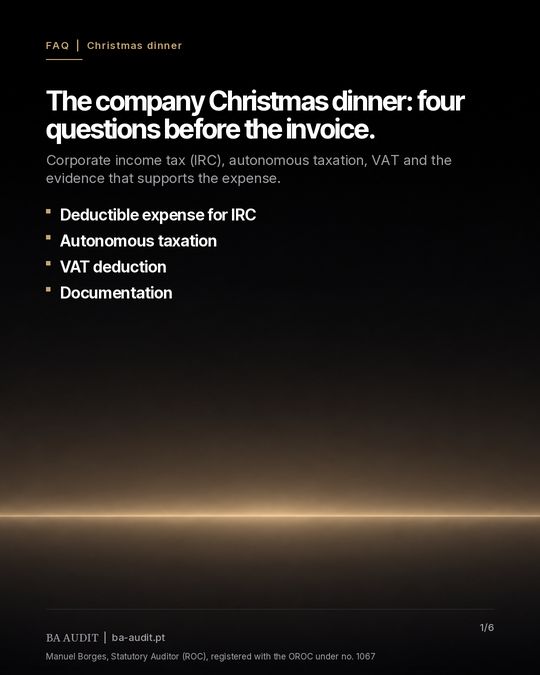 FAQ | Christmas dinner
The company Christmas dinner: four
questions before the invoice.
Corporate income tax (IRC), autonomous taxation, VAT and the
evidence that supports the expense.
Deductible expense for IRC
Autonomous taxation
VAT deduction
Documentation
1/6
BA AUDIT | ba-audit.pt
Manuel Borges, Statutory Auditor (ROC), registered with the OROC under no. 1067